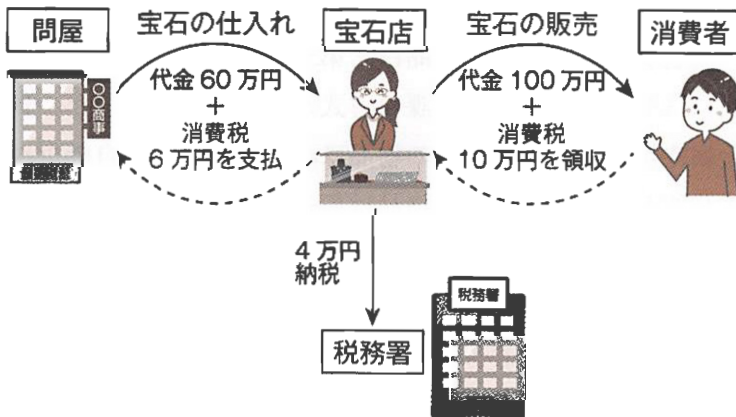 問屋
宝石の仕入れ
宝石店
宝石の販売
消費者
代金 60 万円
+
消費税
6 万円を支払
代金 100 万円
+
消費税
10 万円を領収
〇〇商事
4 万円
納税
税務署
税務署